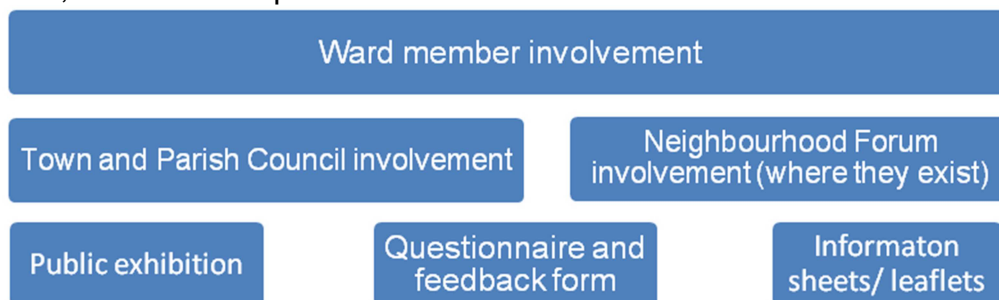 Ward member involvement
Town and Parish Council involvement
Neighbourhood Forum
involvement (where they exist)
Public exhibition
Questionnaire and
feedback form
Informaton
sheets/ leaflets